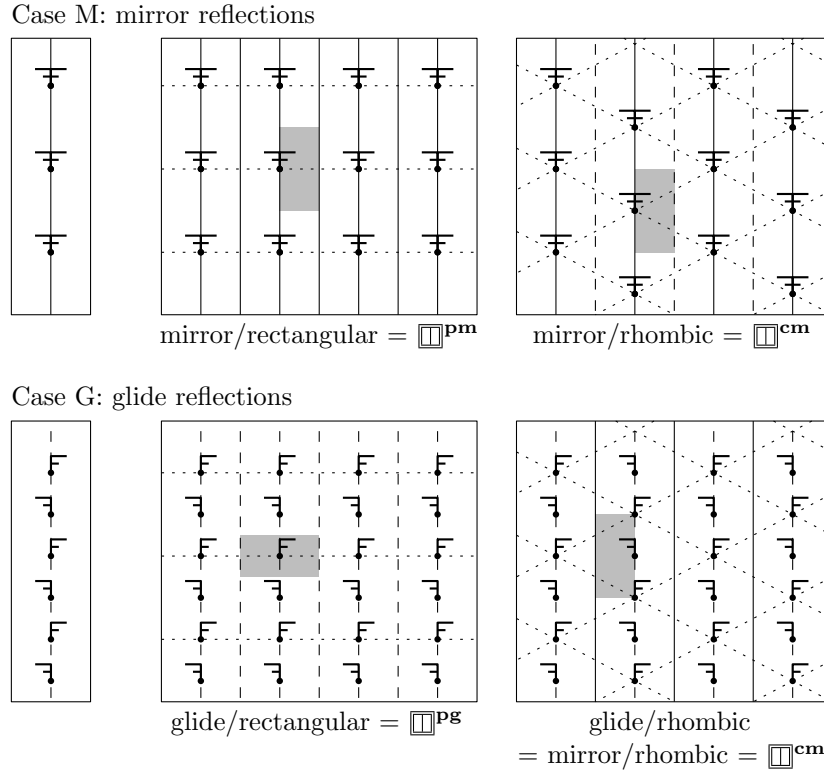 Case M: mirror reflections
mirror/rectangular = ◫pm
mirror/rhombic = ◫cm
Case G: glide reflections
glide/rectangular = ◫pg
glide/rhombic
= mirror/rhombic = ◫cm